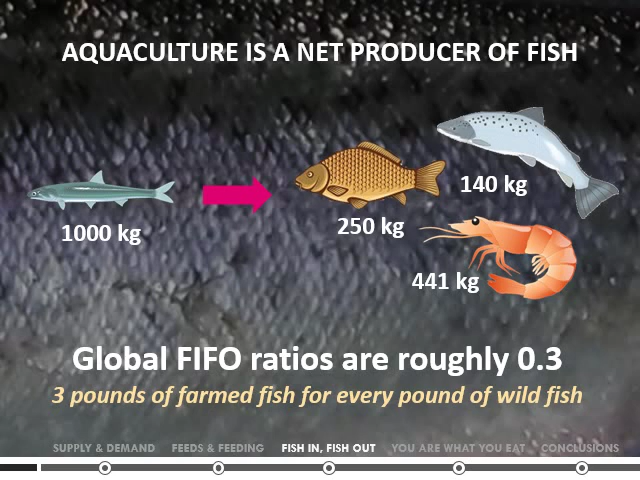 AQUACULTURE IS A NET PRODUCER OF FISH
140 kg
1000 kg
250 kg
441 kg
Global FIFO ratios are roughly 0.3
3 pounds of farmed fish for every pound of wild fish
SUPPLY & DEMAND FEEDS & FEEDING FISH IN, FISH OUT YOU ARE WHAT YOU EAT CONCLUSIONS